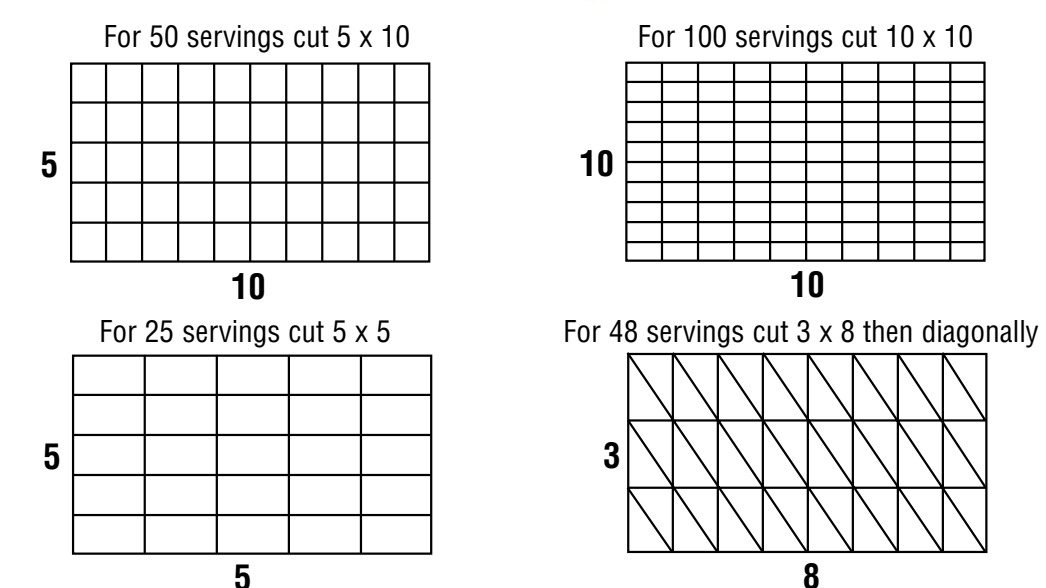 For 50 servings cut 5 x 10
5
10
For 100 servings cut 10 x 10
10
10
For 25 servings cut 5 x 5
5
5
For 48 servings cut 3 x 8 then diagonally
3
8